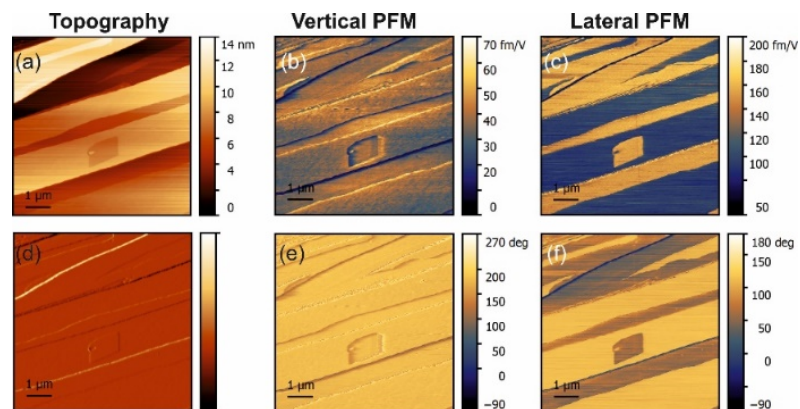 Topography Vertical PFM Lateral PFM
(a) 14 nm (b) 70 fm/V (c) 200 fm/V
12 60 180
10 50 160
8 40 140
6 30 120
4 20 100
2 10
0 0 50
1 μm 1 μm 1 μm
(d) (e) 270 deg (f) 180 deg
200 150
150 100
100 50
50 0
0
−90 −90
1 μm 1 μm 1 μm